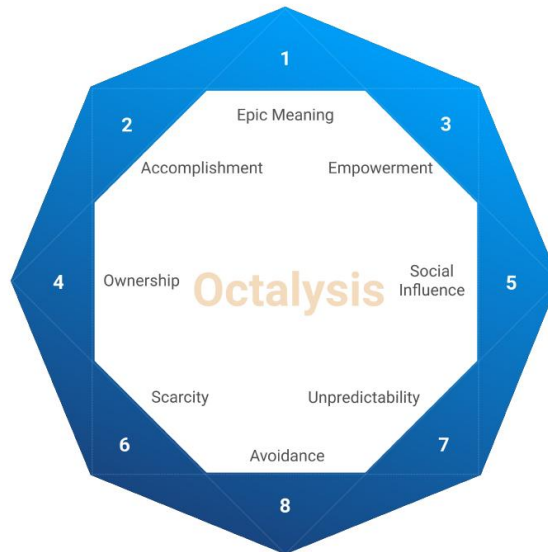 1
2
3
Epic Meaning
Accomplishment
Empowerment
4
Ownership
Octalysis
Social
Influence
5
Scarcity
Unpredictability
6
Avoidance
7
8